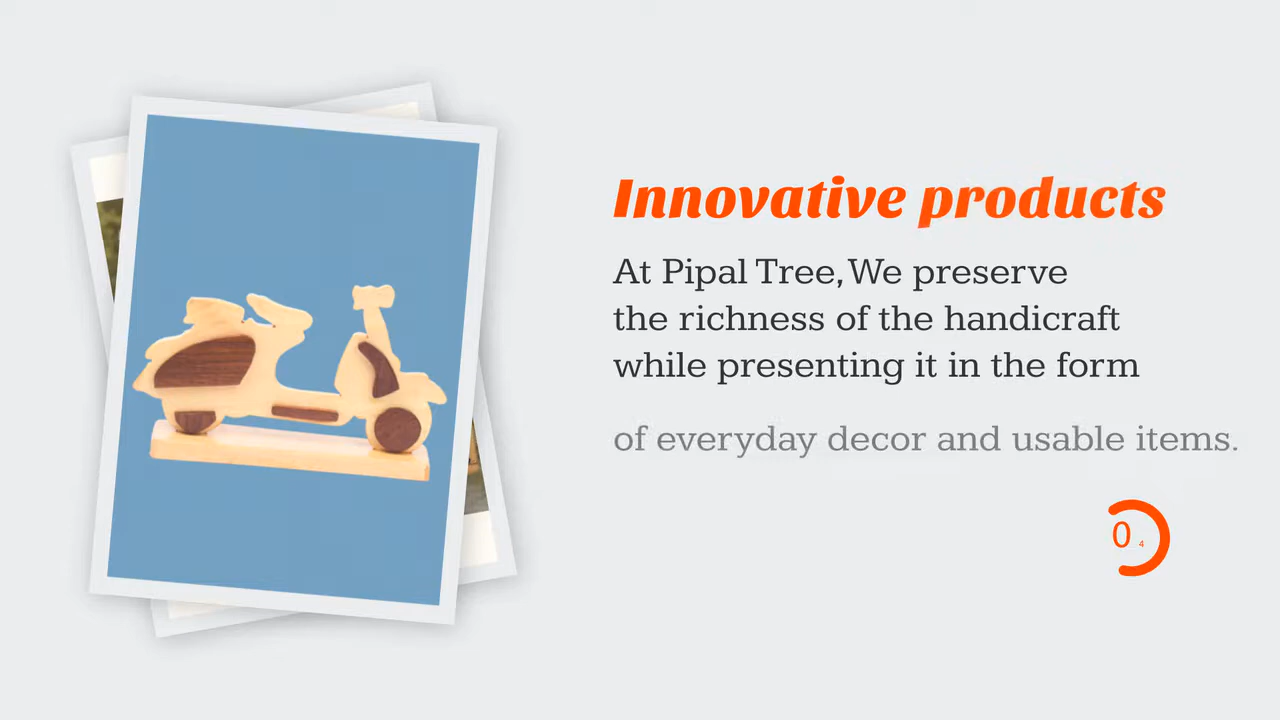 Innovative products
At Pipal Tree,We preserve
the richness of the handicraft
while presenting it in the form
of everyday decor and usable items.
0 4